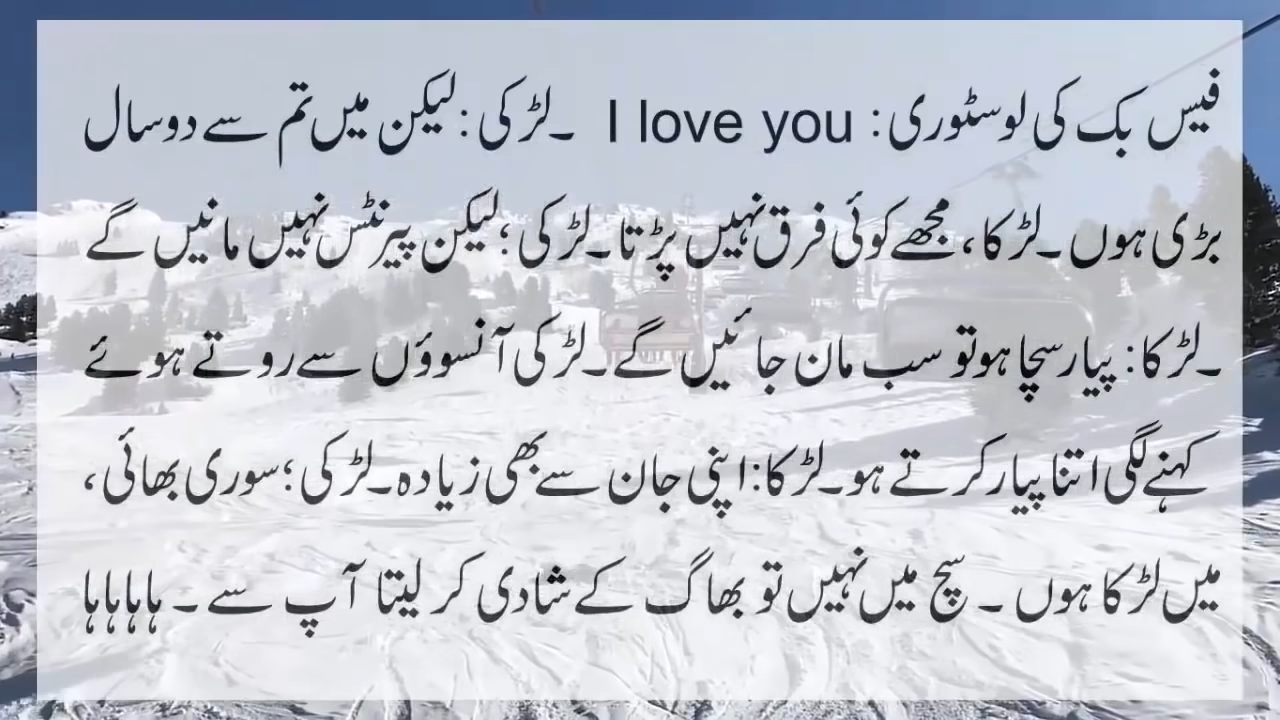 فیس بک کی لوسٹوری: I love you ۔لڑکی: لیکن میں تم سے دو سال
بڑی ہوں۔لڑکا، مجھے کوئی فرق نہیں پڑتا۔لڑکی؛ لیکن پیرنٹس نہیں مانیں گے
۔لڑکا: پیار سچا ہو تو سب مان جائیں گے۔لڑکی آنسوؤں سے روتے ہوئے
کہنے لگی اتنا پیار کرتے ہو۔لڑکا: اپنی جان سے بھی زیادہ۔لڑکی؛ سوری بھائی،
میں لڑکا ہوں ۔ سچ میں نہیں تو بھاگ کے شادی کر لیتا آپ سے ۔ ہاہاہاہا